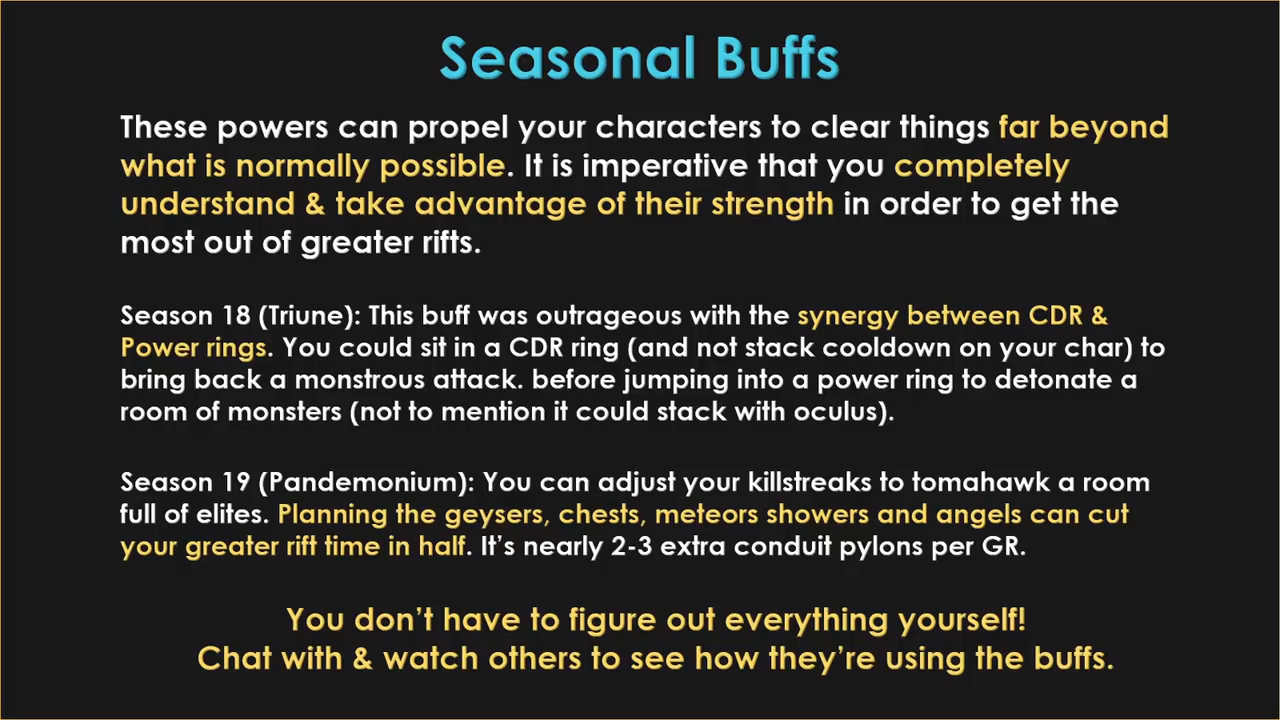 Seasonal Buffs
These powers can propel your characters to clear things far beyond
what is normally possible. It is imperative that you completely
understand & take advantage of their strength in order to get the
most out of greater rifts.
Season 18 (Triune): This buff was outrageous with the synergy between CDR &
Power rings. You could sit in a CDR ring (and not stack cooldown on your char) to
bring back a monstrous attack. before jumping into a power ring to detonate a
room of monsters (not to mention it could stack with oculus).
Season 19 (Pandemonium): You can adjust your killstreaks to tomahawk a room
full of elites. Planning the geysers, chests, meteors showers and angels can cut
your greater rift time in half. It's nearly 2-3 extra conduit pylons per GR.
You don't have to figure out everything yourself!
Chat with & watch others to see how they're using the buffs.